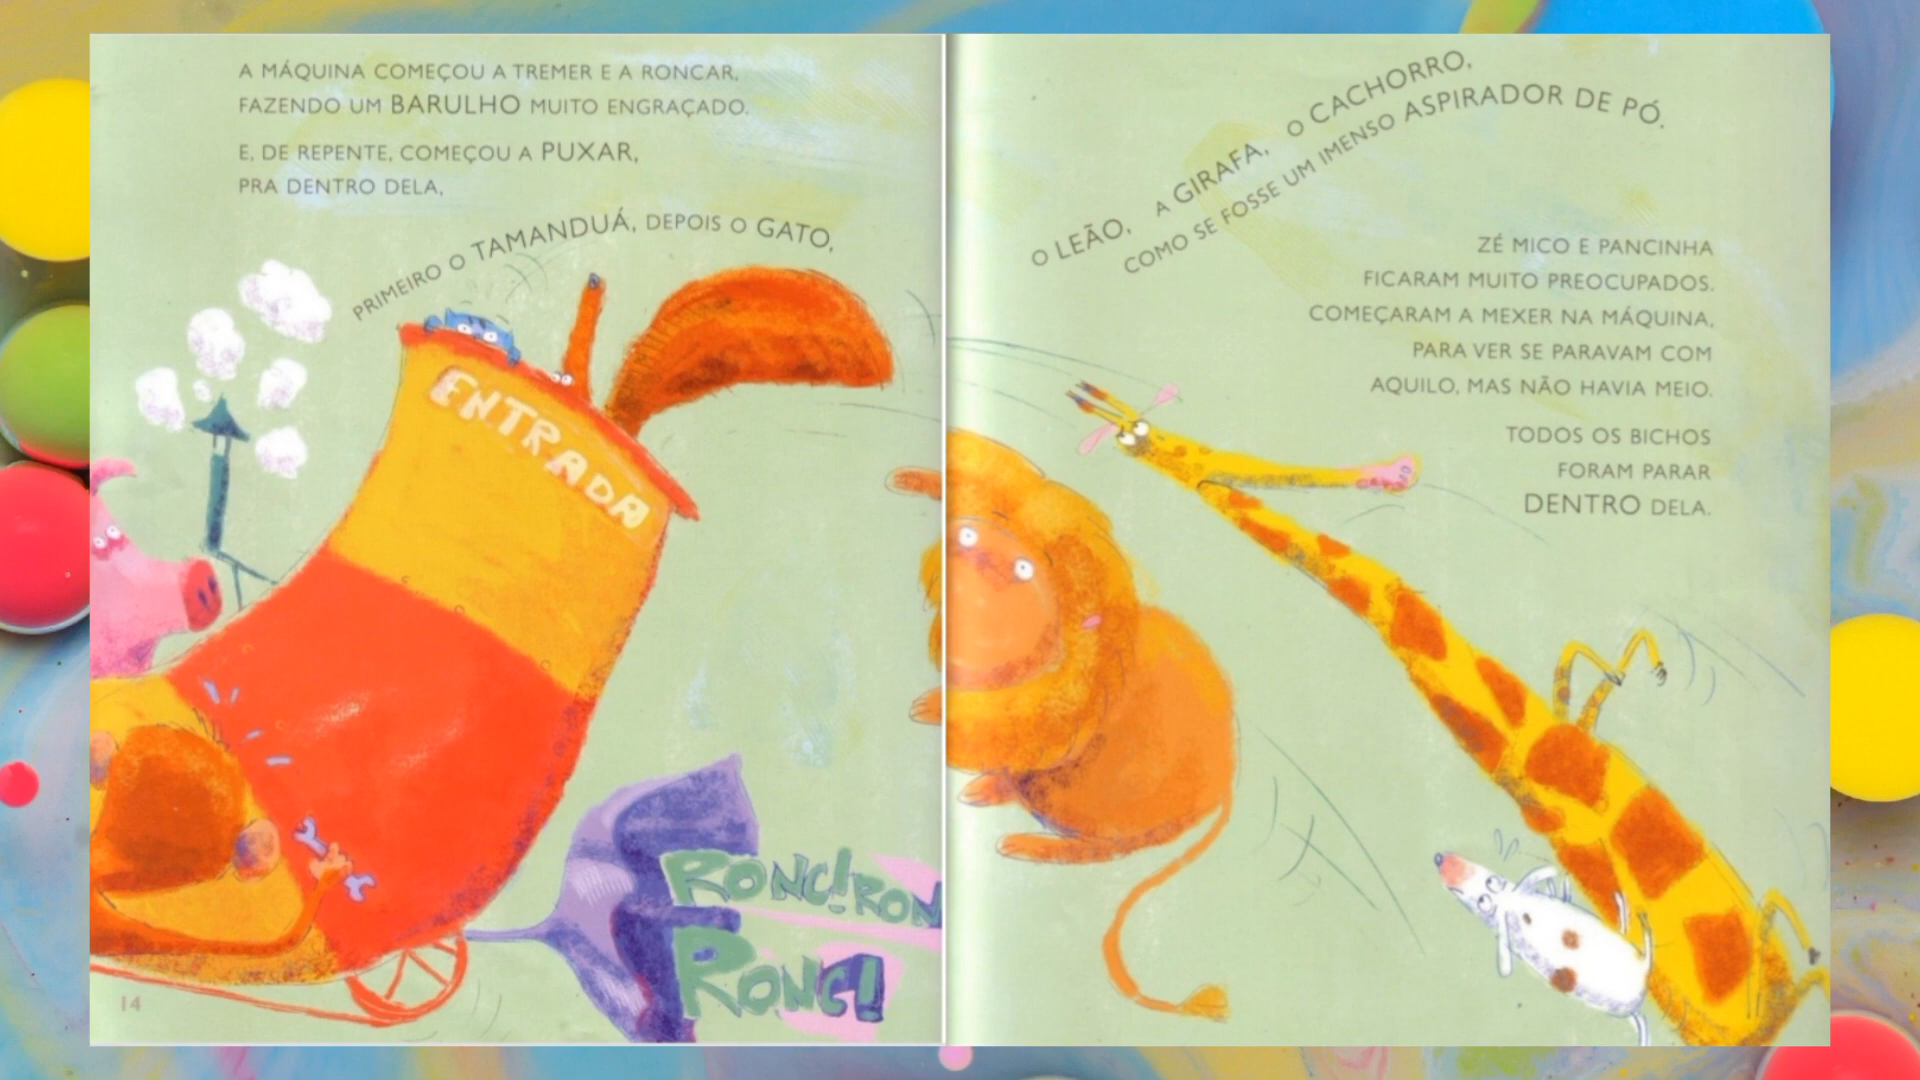 A MÁQUINA COMEÇOU A TREMER E A RONCAR,
FAZENDO UM BARULHO MUITO ENGRAÇADO.
E, DE REPENTE, COMEÇOU A PUXAR,
PRA DENTRO DELA,
PRIMEIRO O TAMANDUÁ, DEPOIS O GATO,
ENTRADA
RONC! RON
RONC!
14
O LEÃO, A GIRAFA, O CACHORRO,
COMO SE FOSSE UM IMENSO ASPIRADOR DE PÓ.
ZÉ MICO E PANCINHA
FICARAM MUITO PREOCUPADOS.
COMEÇARAM A MEXER NA MÁQUINA,
PARA VER SE PARAVAM COM
AQUILO, MAS NÃO HAVIA MEIO.
TODOS OS BICHOS
FORAM PARAR
DENTRO DELA.